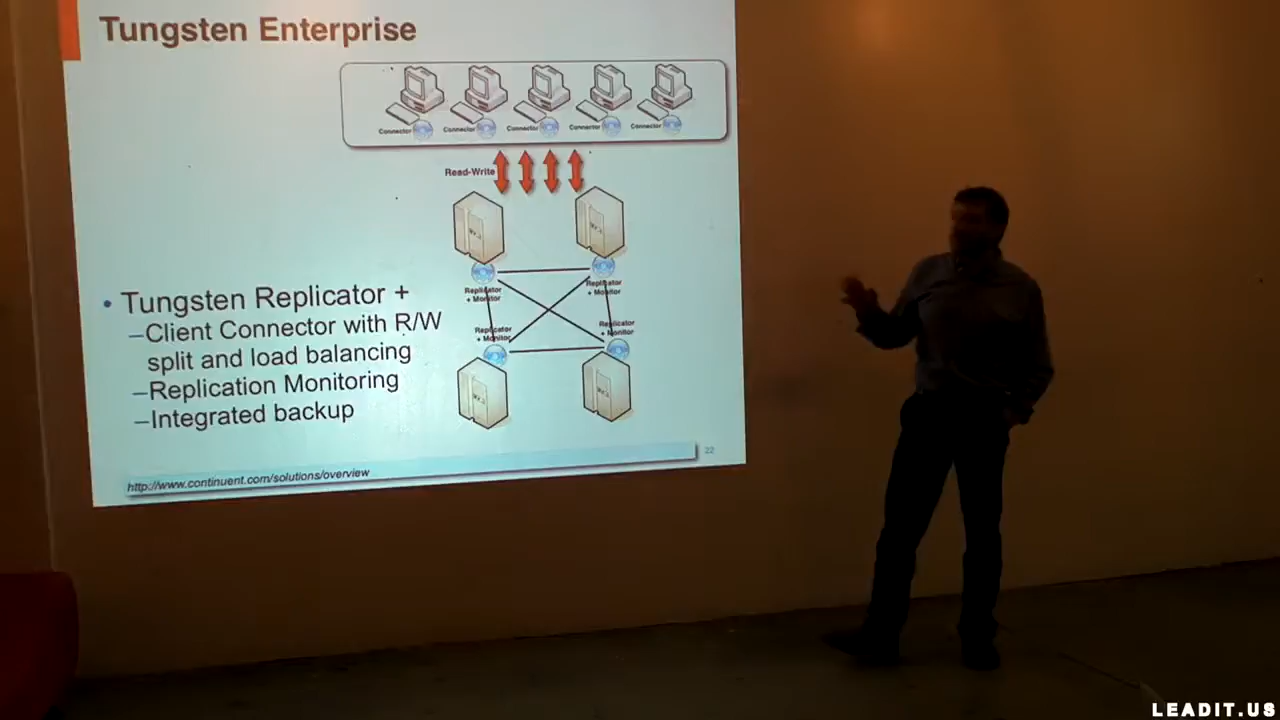 Tungsten Enterprise
Connector Connector Connector Connector Connector
Read-Write
Replicator + Monitor
Replicator + Monitor
Replicator + Monitor
Replicator + Monitor
• Tungsten Replicator +
–Client Connector with R/W
split and load balancing
–Replication Monitoring
–Integrated backup
22
http://www.continuent.com/solutions/overview
LEADIT.US